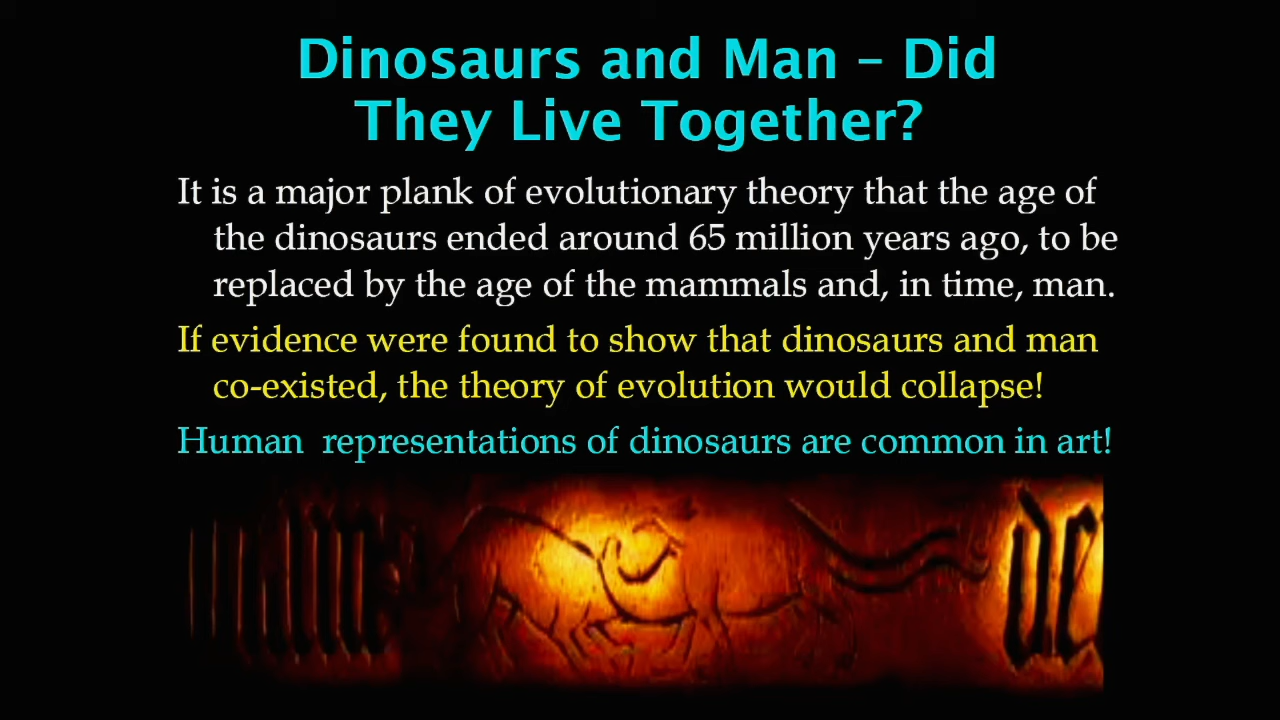 Dinosaurs and Man – Did
They Live Together?
It is a major plank of evolutionary theory that the age of
the dinosaurs ended around 65 million years ago, to be
replaced by the age of the mammals and, in time, man.
If evidence were found to show that dinosaurs and man
co-existed, the theory of evolution would collapse!
Human representations of dinosaurs are common in art!